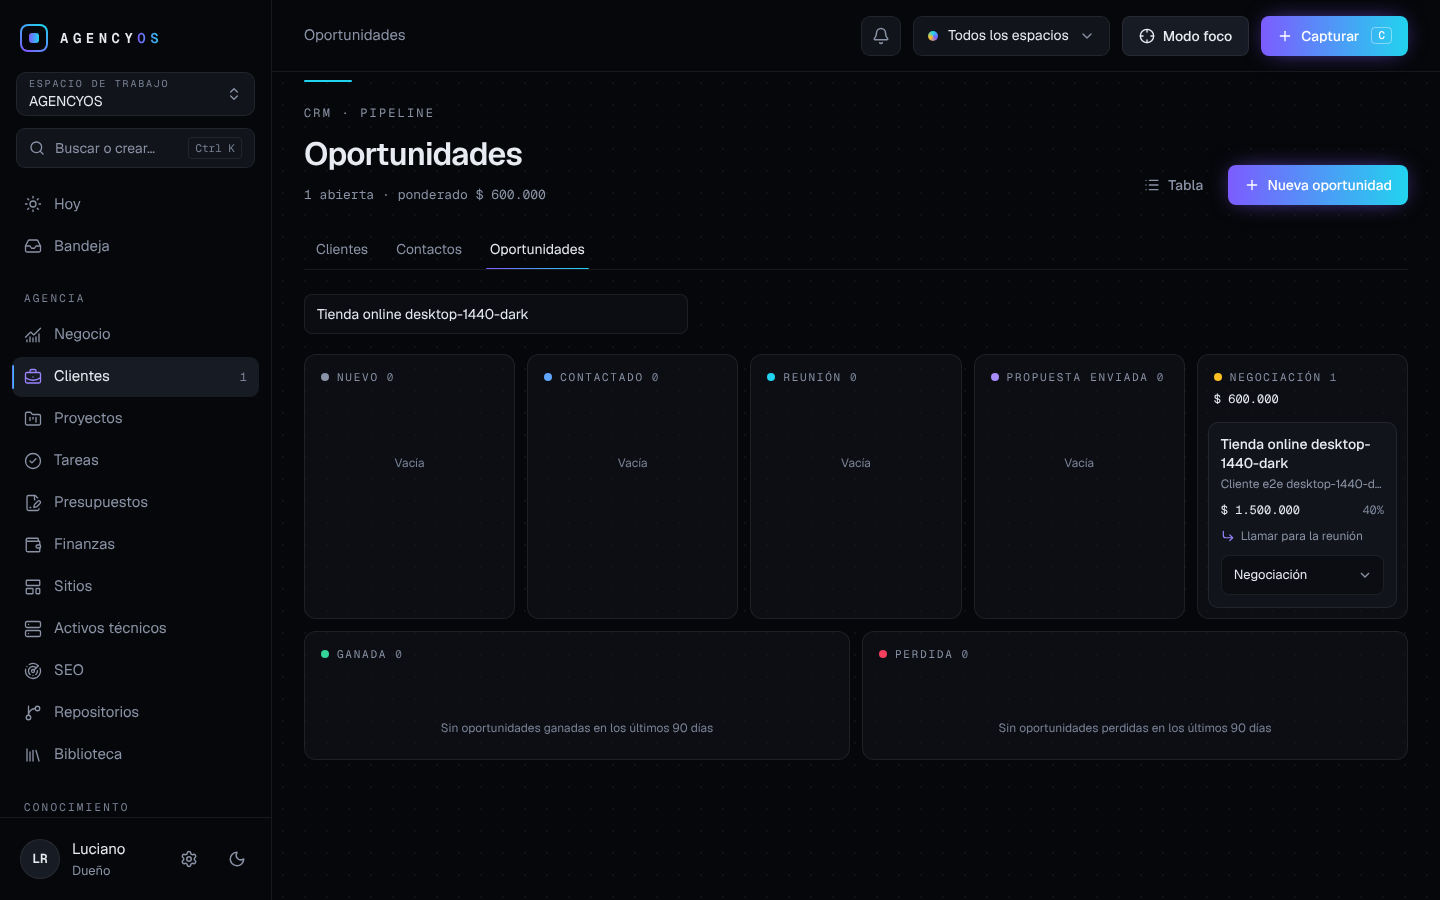 AGENCYOS
ESPACIO DE TRABAJO
AGENCYOS
Buscar o crear...
Ctrl K
Hoy
Bandeja
AGENCIA
Negocio
Clientes
1
Proyectos
Tareas
Presupuestos
Finanzas
Sitios
Activos técnicos
SEO
Repositorios
Biblioteca
CONOCIMIENTO
LR
Luciano
Dueño
Oportunidades
Todos los espacios
Modo foco
Capturar
C
CRM · PIPELINE
Oportunidades
1 abierta · ponderado $ 600.000
Tabla
Nueva oportunidad
Clientes
Contactos
Oportunidades
Tienda online desktop-1440-dark
NUEVO 0
Vacía
CONTACTADO 0
Vacía
REUNIÓN 0
Vacía
PROPUESTA ENVIADA 0
Vacía
NEGOCIACIÓN 1
$ 600.000
Tienda online desktop-
1440-dark
Cliente e2e desktop-1440-d...
$ 1.500.000
40%
Llamar para la reunión
Negociación
GANADA 0
Sin oportunidades ganadas en los últimos 90 días
PERDIDA 0
Sin oportunidades perdidas en los últimos 90 días